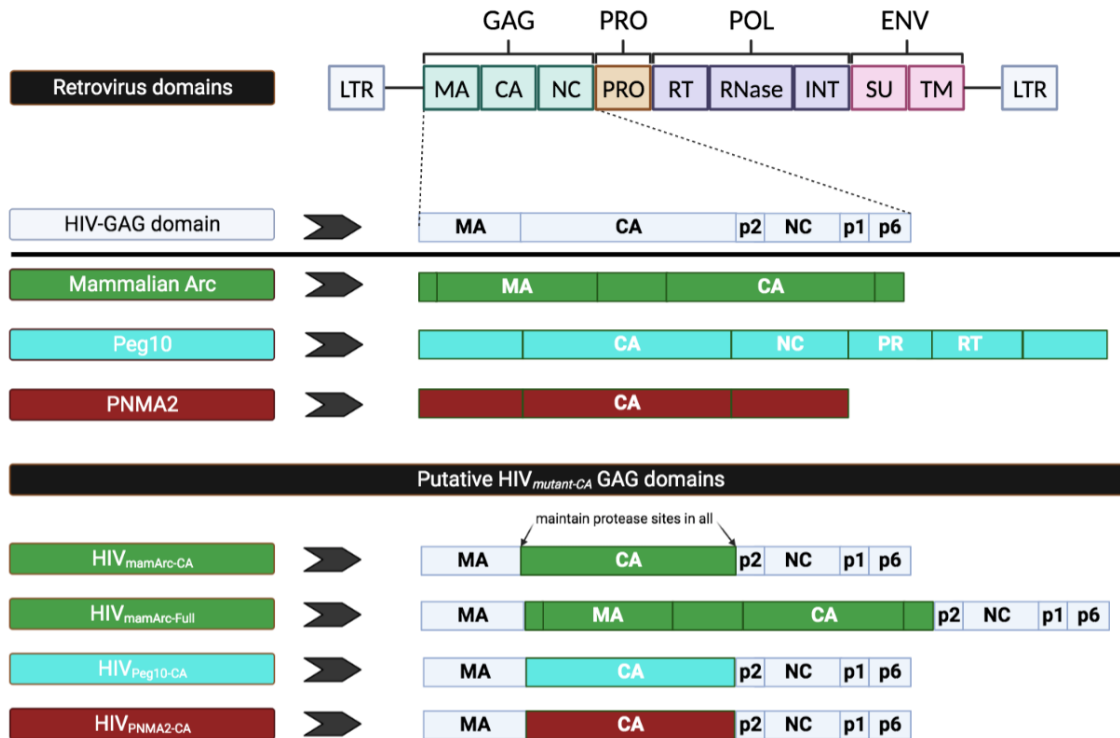 GAG PRO POL ENV
Retrovirus domains LTR MA CA NC PRO RT RNase INT SU TM LTR
HIV-GAG domain MA CA p2 NC p1 p6
Mammalian Arc MA CA
Peg10 CA NC PR RT
PNMA2 CA
Putative HIVmutant-CA GAG domains
maintain protease sites in all
HIVmamArc-CA MA CA p2 NC p1 p6
HIVmamArc-Full MA MA CA p2 NC p1 p6
HIVPeg10-CA MA CA p2 NC p1 p6
HIVPNMA2-CA MA CA p2 NC p1 p6